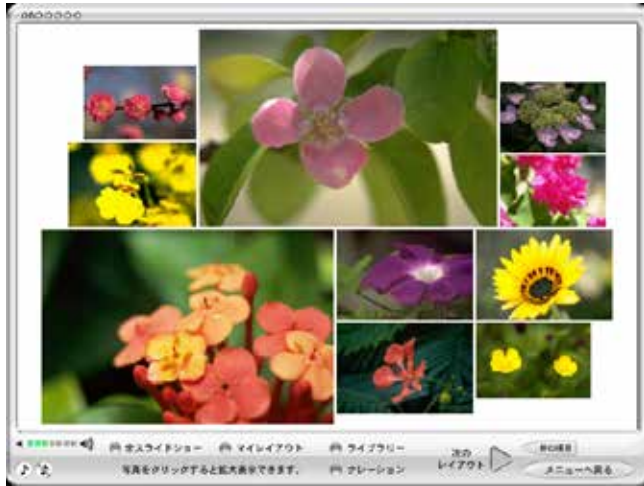 全スライドショー
マイレイアウト
ライブラリー
次の
レイアウト
写真をクリックすると拡大表示できます。
ナレーション
メニューへ戻る